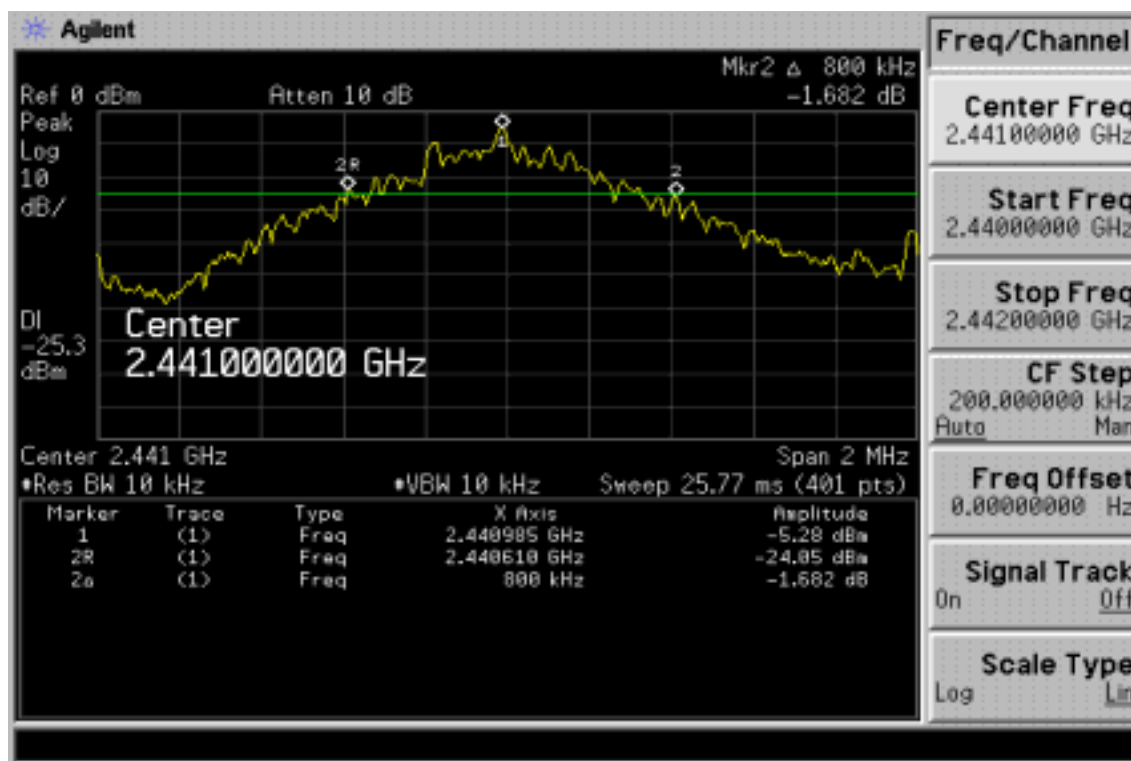 Agilent
Freq/Channel
Mkr2 Δ 800 kHz
Ref 0 dBm Atten 10 dB -1.682 dB
Peak
Log
10
dB/
2R
1
2
DI
-25.3
dBm
Center
2.441000000 GHz
Center 2.441 GHz Span 2 MHz
•Res BW 10 kHz •VBW 10 kHz Sweep 25.77 ms (401 pts)
Marker Trace Type X Axis Amplitude
1 (1) Freq 2.440985 GHz -5.28 dBm
2R (1) Freq 2.440610 GHz -24.05 dBm
2Δ (1) Freq 800 kHz -1.682 dB
Center Freq
2.44100000 GHz
Start Freq
2.44000000 GHz
Stop Freq
2.44200000 GHz
CF Step
200.000000 kHz
Auto Man
Freq Offset
0.00000000 Hz
Signal Track
On Off
Scale Type
Log Lin